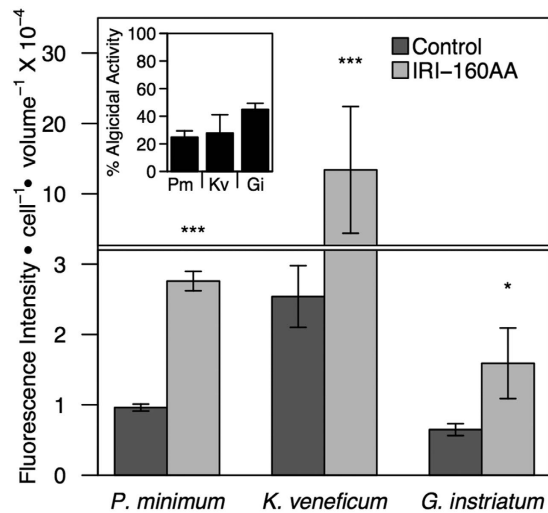 Fluorescence Intensity • cell⁻¹ • volume⁻¹ X 10⁻⁴
30
20
10
3
2
1
0
% Algicidal Activity
100
80
60
40
20
0
Pm Kv Gi
Control
IRI−160AA
***
***
*
P. minimum K. veneficum G. instriatum